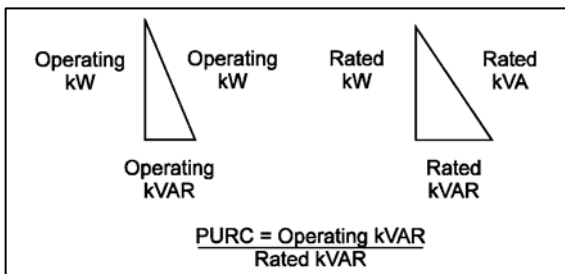 Operating
kW
Operating
kW
Operating
kVAR
Rated
kW
Rated
kVA
Rated
kVAR
PURC = Operating kVAR
Rated kVAR